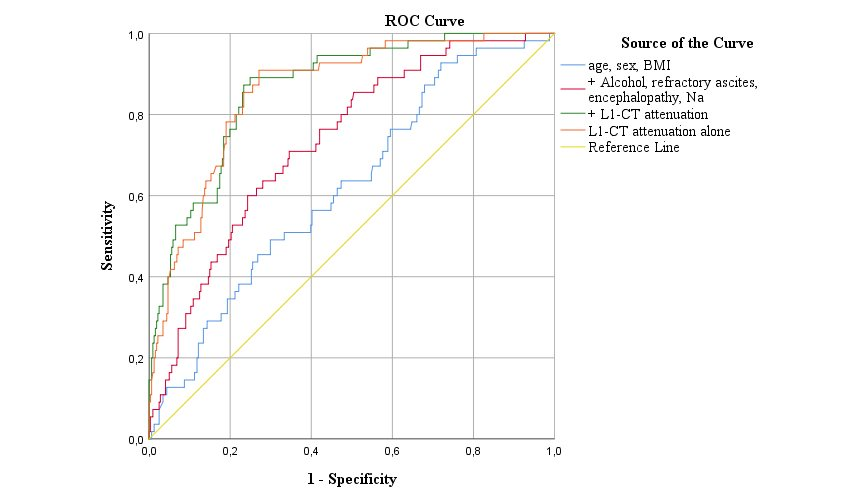 ROC Curve
Source of the Curve
age, sex, BMI
+ Alcohol, refractory ascites,
encephalopathy, Na
+ L1-CT attenuation
L1-CT attenuation alone
Reference Line
Sensitivity
1,0
0,8
0,6
0,4
0,2
0,0
0,0 0,2 0,4 0,6 0,8 1,0
1 - Specificity